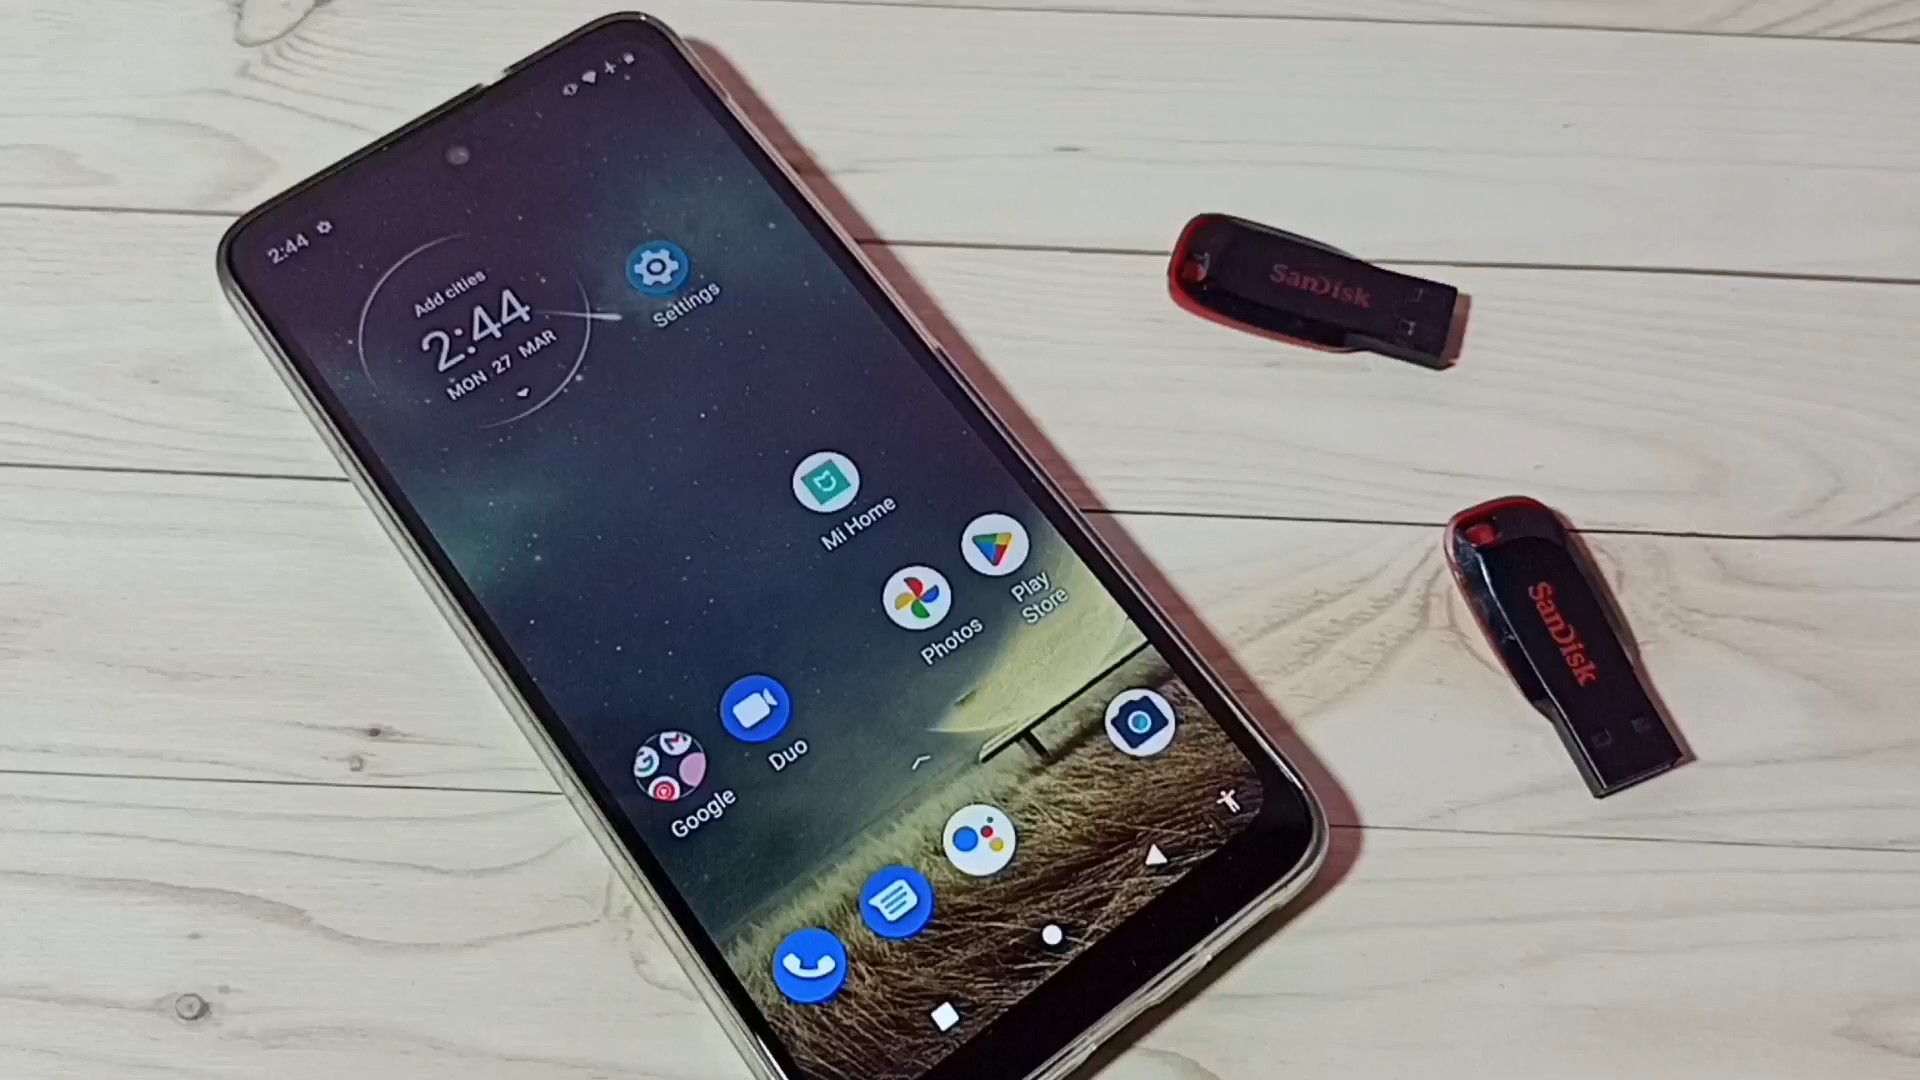 2:44
Add cities
2:44
MON 27 MAR
Settings
Mi Home
Play
Store
Photos
Duo
Google
SanDisk
SanDisk